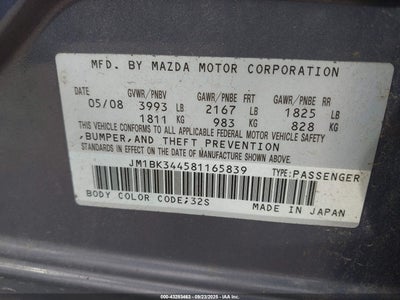 MFD. BY MAZDA MOTOR CORPORATION
DATE GVWR/PNBV GAWR/PNBE FRT GAWR/PNBE RR
05/08 3993 LB 2167 LB 1825 LB
1811 KG 983 KG 828 KG
THIS VEHICLE CONFORMS TO ALL APPLICABLE FEDERAL MOTOR VEHICLE SAFETY,
BUMPER, AND THEFT PREVENTION
STANDARDS IN EFFECT ON THE DATE OF MANUFACTURE SHOWN ABOVE.
JM1BK344581165839 TYPE:PASSENGER
BODY COLOR CODE;32S MADE IN JAPAN
IAA 43293463 - (09/23/2025) - IAAI.COM